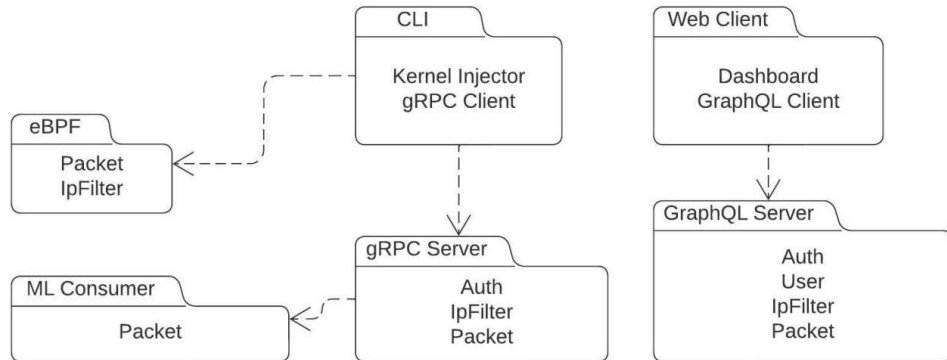 CLI
Kernel Injector
gRPC Client
Web Client
Dashboard
GraphQL Client
eBPF
Packet
IpFilter
gRPC Server
Auth
IpFilter
Packet
GraphQL Server
Auth
User
IpFilter
Packet
ML Consumer
Packet